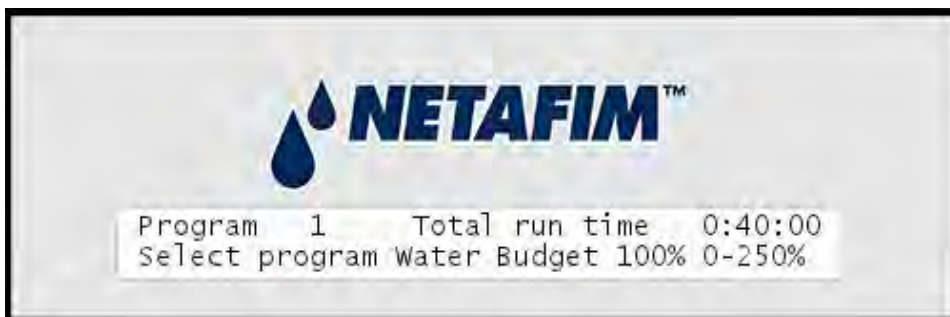 NETAFIM™
Program 1 Total run time 0:40:00
Select program Water Budget 100% 0-250%